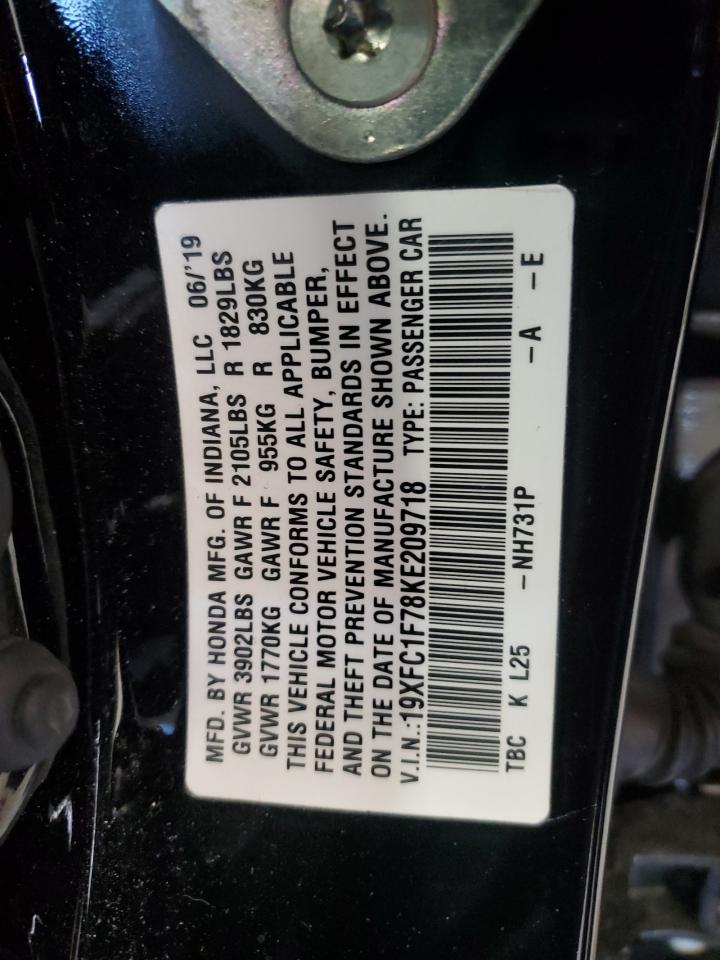 MFD. BY HONDA MFG. OF INDIANA, LLC 06/'19
GVWR 3902LBS GAWR F 2105LBS R 1829LBS
GVWR 1770KG GAWR F 955KG R 830KG
THIS VEHICLE CONFORMS TO ALL APPLICABLE
FEDERAL MOTOR VEHICLE SAFETY, BUMPER,
AND THEFT PREVENTION STANDARDS IN EFFECT
ON THE DATE OF MANUFACTURE SHOWN ABOVE.
V.I.N.:19XFC1F78KE209718 TYPE: PASSENGER CAR
TBC K L25 -NH731P -A -E